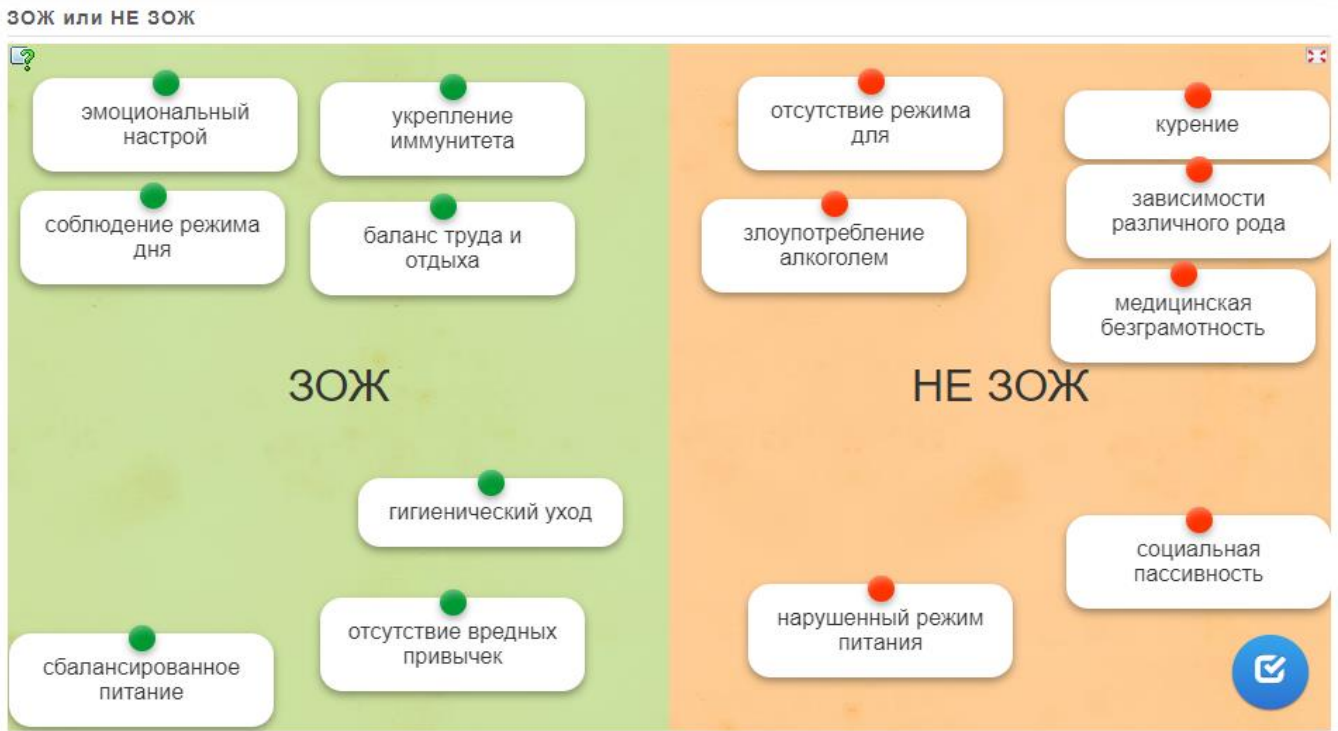 ЗОЖ или НЕ ЗОЖ
эмоциональный
настрой
укрепление
иммунитета
соблюдение режима
дня
баланс труда и
отдыха
ЗОЖ
гигиенический уход
отсутствие вредных
привычек
сбалансированное
питание
отсутствие режима
для
курение
зависимости
различного рода
злоупотребление
алкоголем
медицинская
безграмотность
НЕ ЗОЖ
социальная
пассивность
нарушенный режим
питания